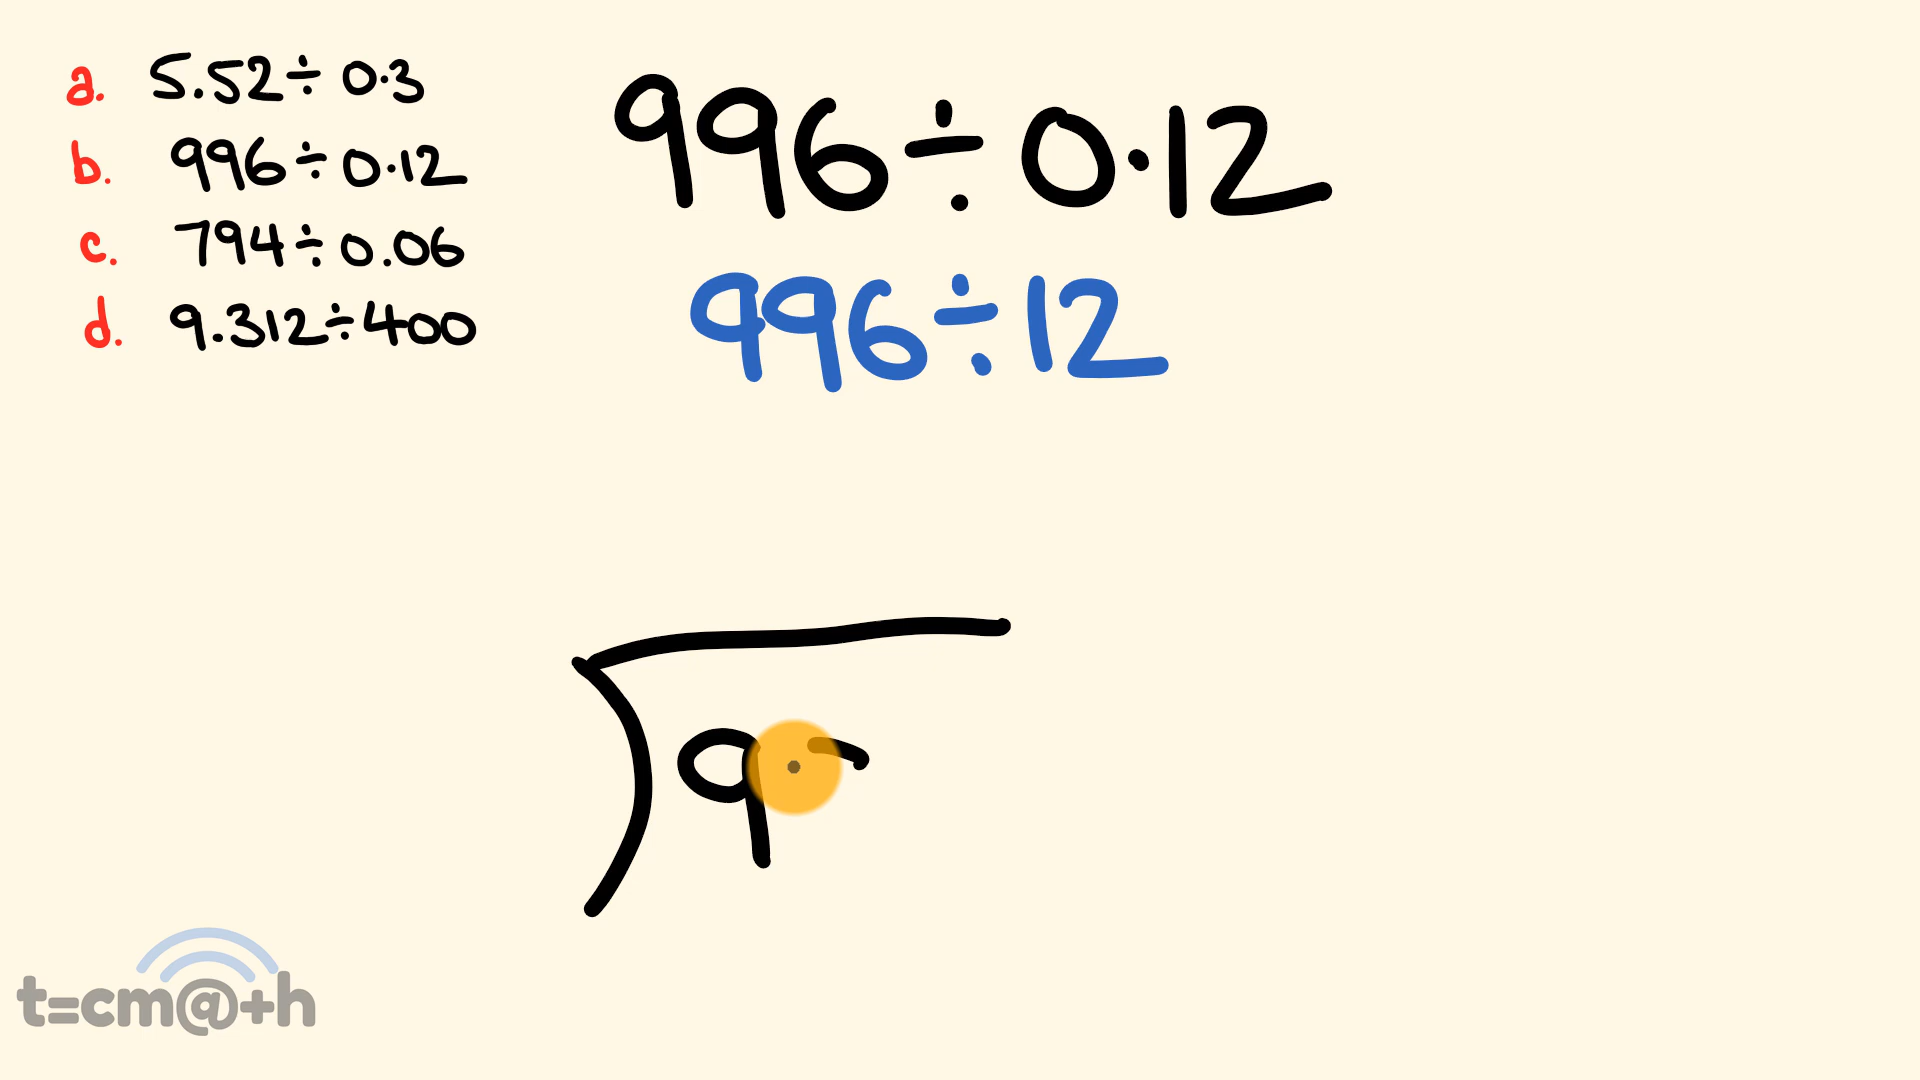 a. 5.52÷0.3
b. 996÷0.12
c. 794÷0.06
d. 9.312÷400
996÷0.12
996÷12
9
t=cm@+h